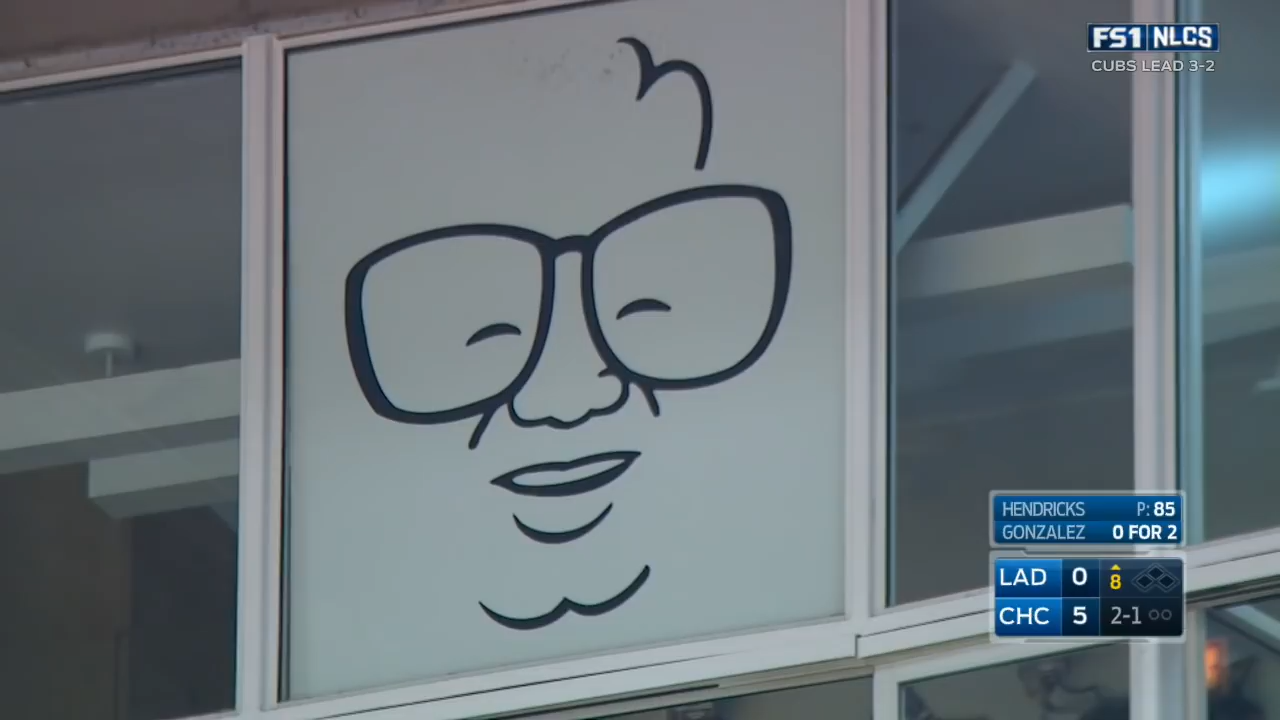 FS1 NLCS
CUBS LEAD 3-2
HENDRICKS P: 85
GONZALEZ 0 FOR 2
LAD 0 8
CHC 5 2-1